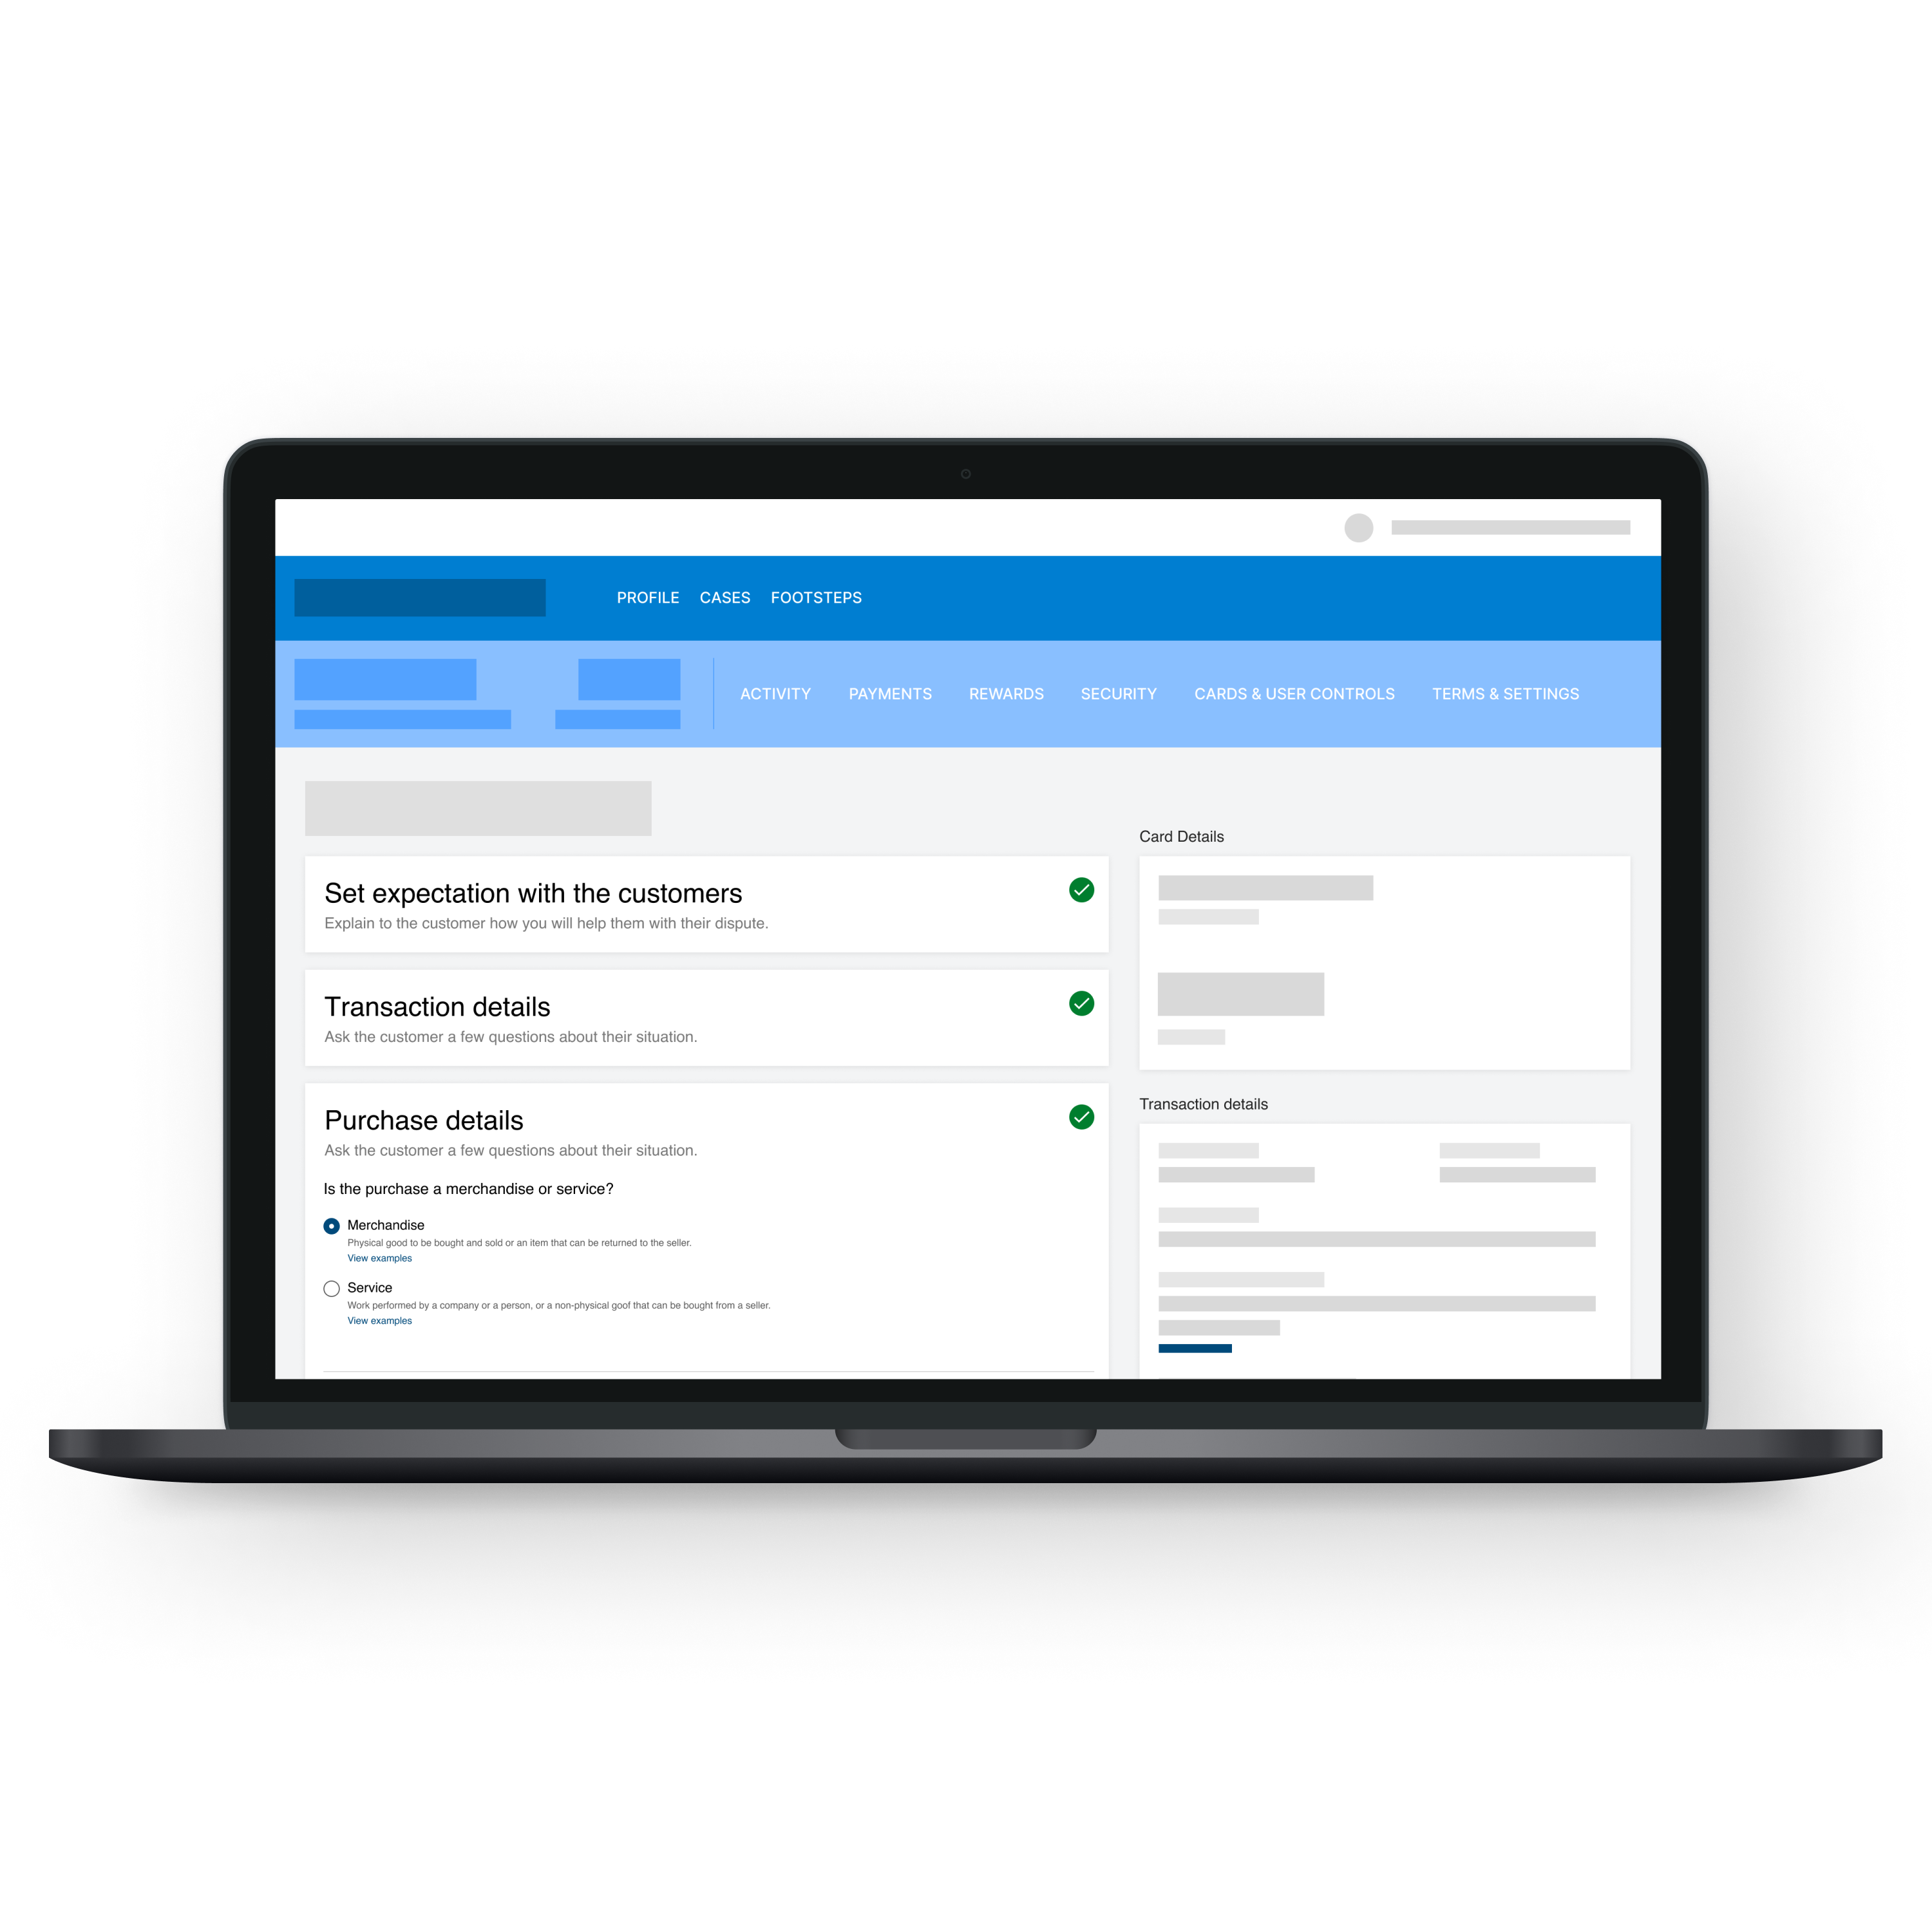 PROFILE CASES FOOTSTEPS
ACTIVITY PAYMENTS REWARDS SECURITY CARDS & USER CONTROLS TERMS & SETTINGS
Set expectation with the customers
Explain to the customer how you will help them with their dispute.
Transaction details
Ask the customer a few questions about their situation.
Purchase details
Ask the customer a few questions about their situation.
Is the purchase a merchandise or service?
Merchandise
Physical good to be bought and sold or an item that can be returned to the seller.
View examples
Service
Work performed by a company or a person, or a non-physical goof that can be bought from a seller.
View examples
Card Details
Transaction details